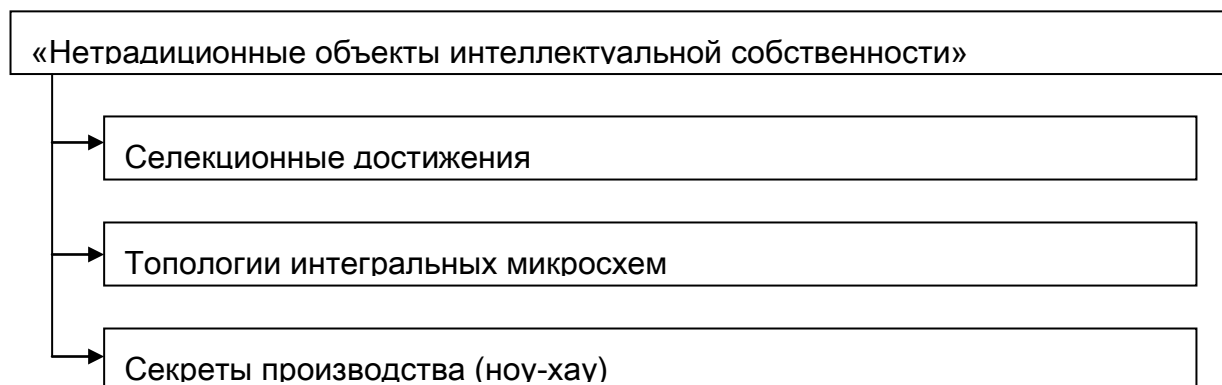 «Нетрадиционные объекты интеллектуальной собственности»
Селекционные достижения
Топологии интегральных микросхем
Секреты производства (ноу-хау)